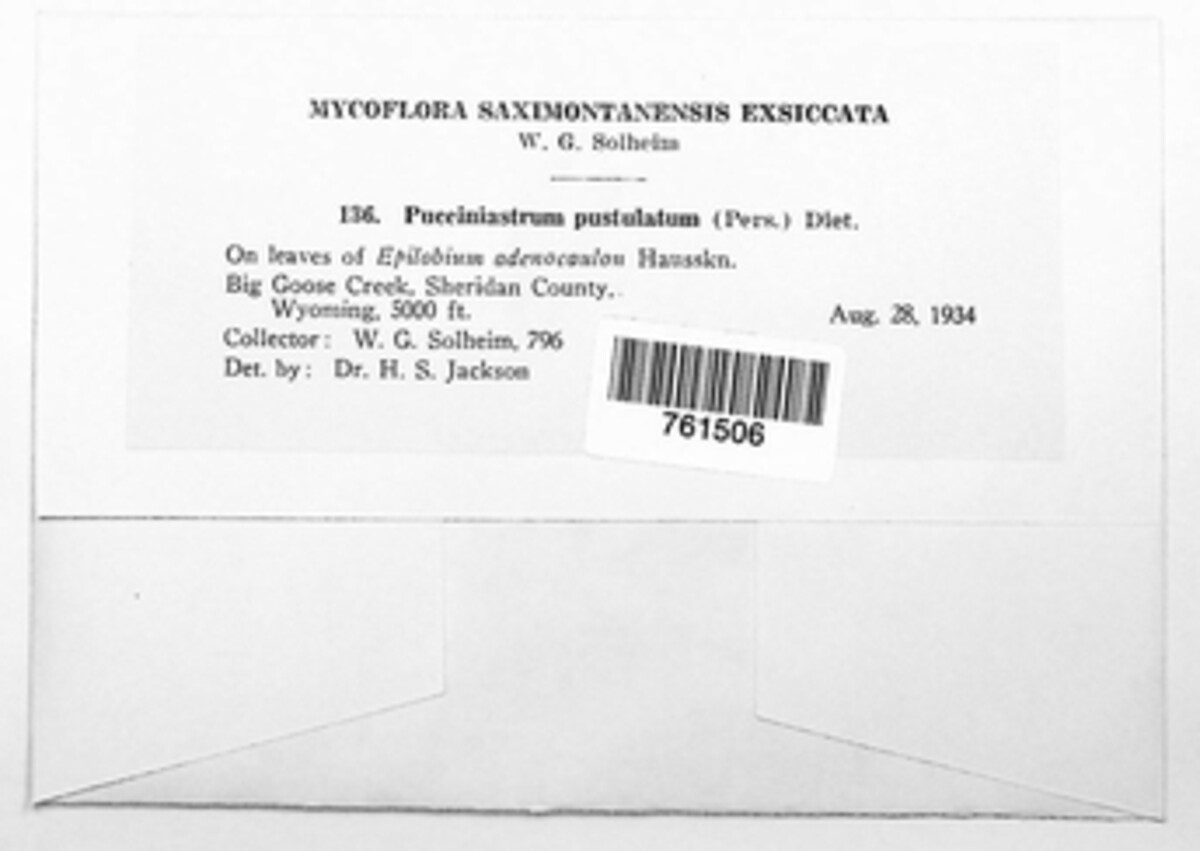 MYCOFLORA SAXIMONTANENSIS EXSICCATA
W. G. Solheim
136. Pucciniastrum pustulatum (Pers.) Diet.
On leaves of Epilobium adenocaulon Hausskn.
Big Goose Creek, Sheridan County,
Wyoming, 5000 ft. Aug. 28, 1934
Collector: W. G. Solheim, 796
Det. by: Dr. H. S. Jackson
761506